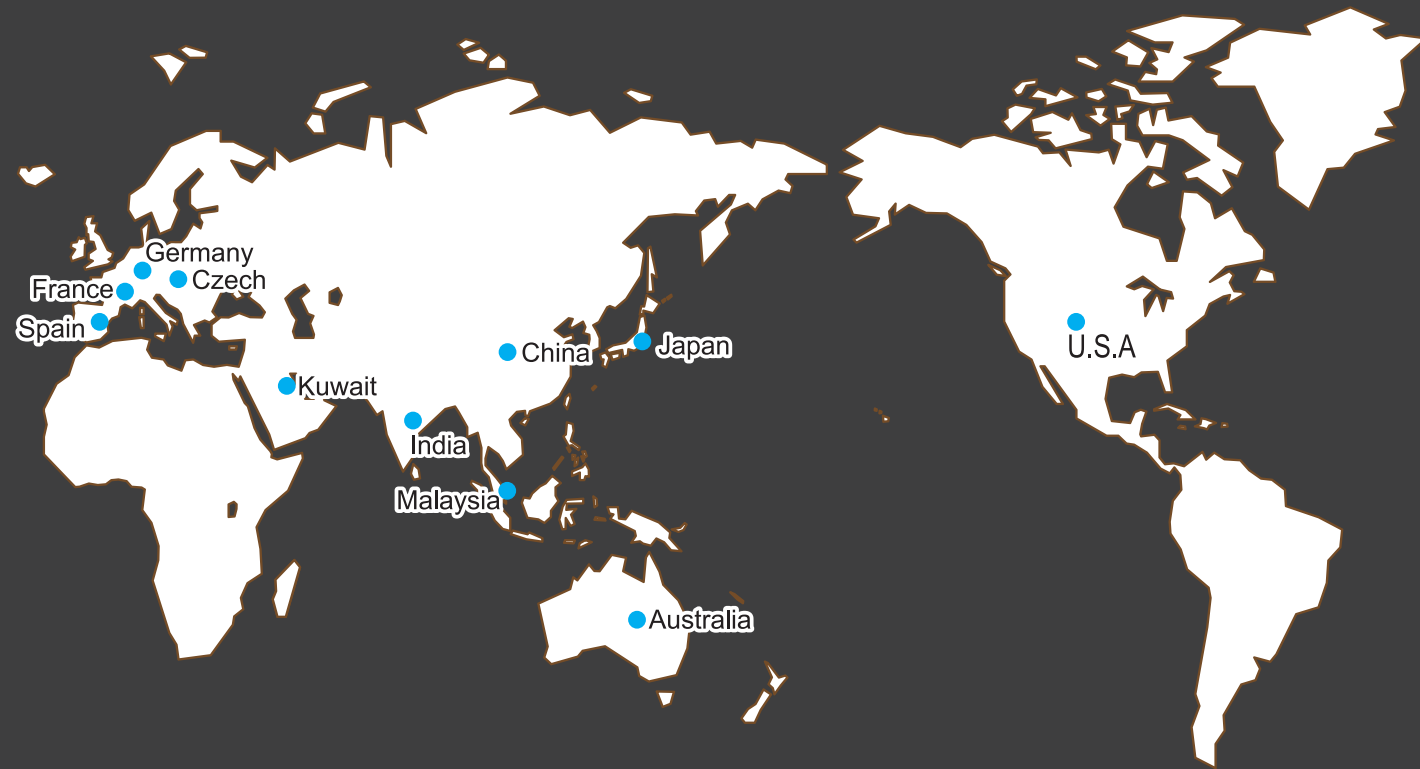 Germany
Czech
France
Spain
U.S.A
Japan
China
Kuwait
India
Malaysia
Australia